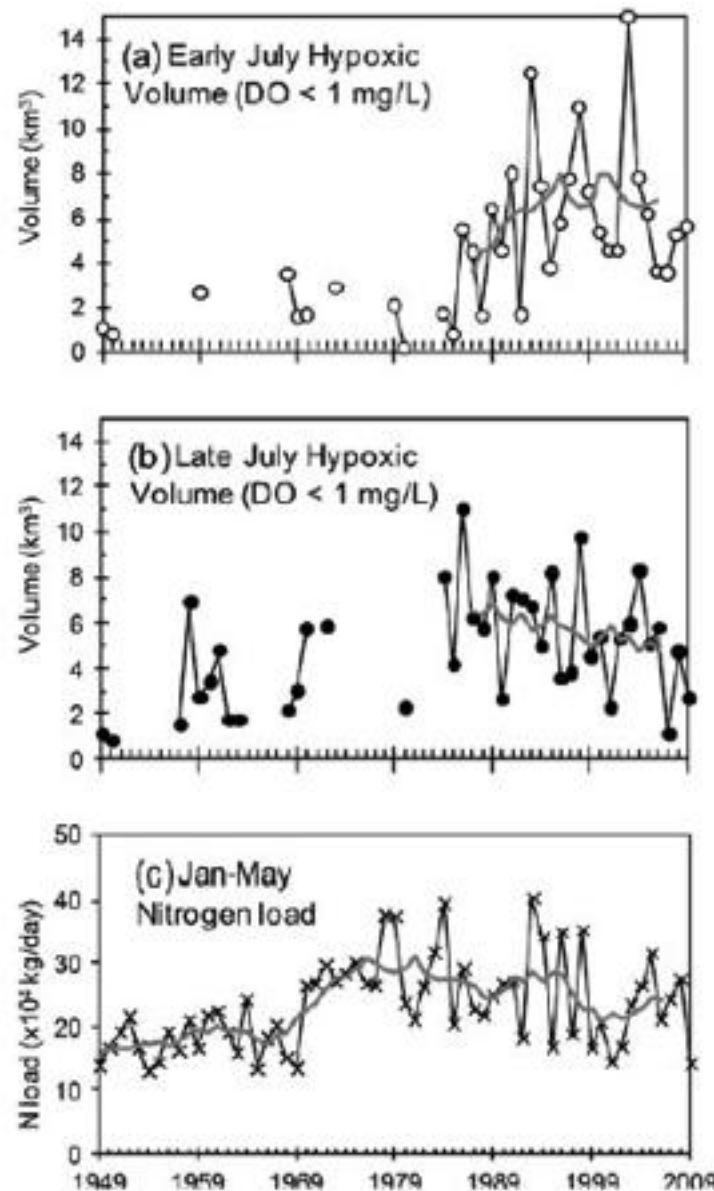 (a) Early July Hypoxic
Volume (DO < 1 mg/L)
Volume (km³)
14
12
10
8
6
4
2
0
(b) Late July Hypoxic
Volume (DO < 1 mg/L)
Volume (km³)
14
12
10
8
6
4
2
0
(c) Jan-May
Nitrogen load
50
40
30
20
10
0
1949 1959 1969 1979 1989 1999 2009